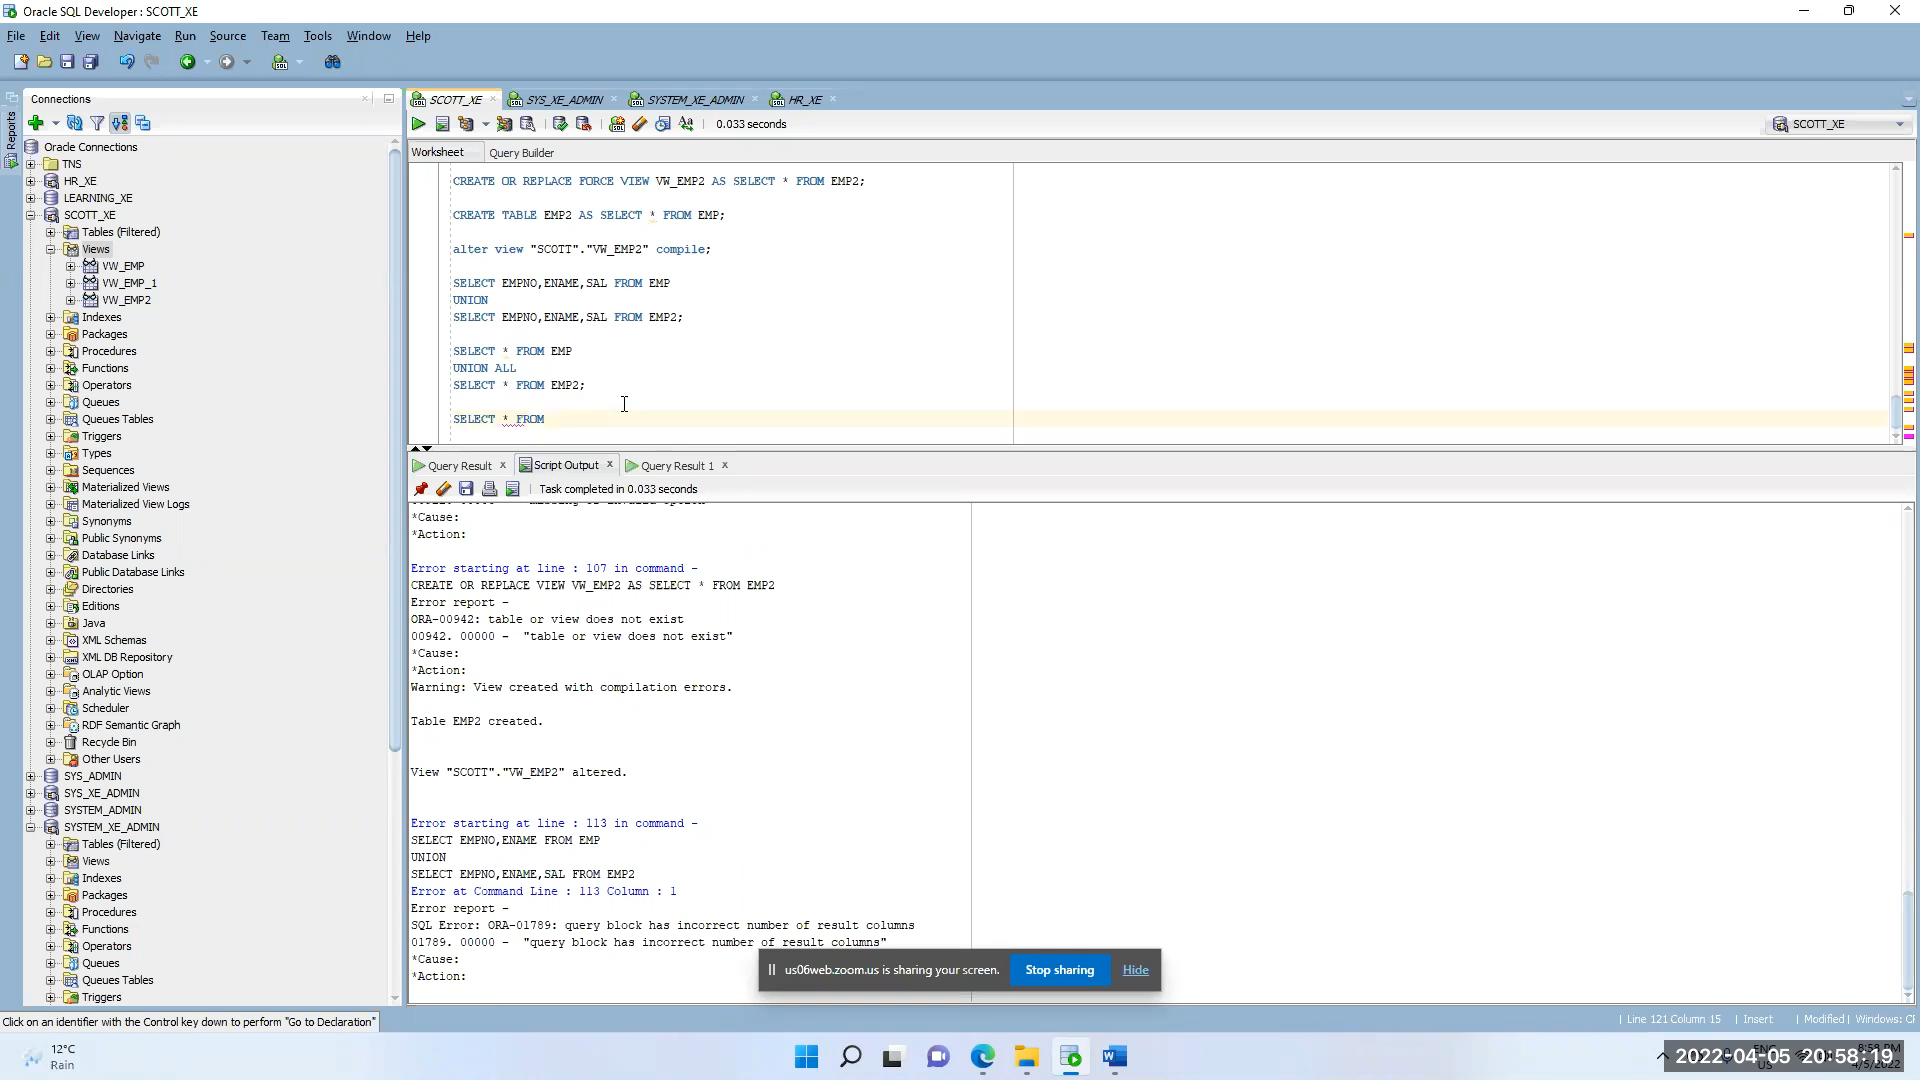 Oracle SQL Developer : SCOTT_XE
File Edit View Navigate Run Source Team Tools Window Help
Reports
Connections
Oracle Connections
TNS
HR_XE
LEARNING_XE
SCOTT_XE
Tables (Filtered)
Views
VW_EMP
VW_EMP_1
VW_EMP2
Indexes
Packages
Procedures
Functions
Operators
Queues
Queues Tables
Triggers
Types
Sequences
Materialized Views
Materialized View Logs
Synonyms
Public Synonyms
Database Links
Public Database Links
Directories
Editions
Java
XML Schemas
XML DB Repository
OLAP Option
Analytic Views
Scheduler
RDF Semantic Graph
Recycle Bin
Other Users
SYS_ADMIN
SYS_XE_ADMIN
SYSTEM_ADMIN
SYSTEM_XE_ADMIN
Tables (Filtered)
Views
Indexes
Packages
Procedures
Functions
Operators
Queues
Queues Tables
Triggers
SCOTT_XE SYS_XE_ADMIN SYSTEM_XE_ADMIN HR_XE
0.033 seconds SCOTT_XE
Worksheet Query Builder
CREATE OR REPLACE FORCE VIEW VW_EMP2 AS SELECT * FROM EMP2;
CREATE TABLE EMP2 AS SELECT * FROM EMP;
alter view "SCOTT"."VW_EMP2" compile;
SELECT EMPNO,ENAME,SAL FROM EMP
UNION
SELECT EMPNO,ENAME,SAL FROM EMP2;
SELECT * FROM EMP
UNION ALL
SELECT * FROM EMP2;
SELECT * FROM
Query Result Script Output Query Result 1
Task completed in 0.033 seconds
*Cause:
*Action:
Error starting at line : 107 in command -
CREATE OR REPLACE VIEW VW_EMP2 AS SELECT * FROM EMP2
Error report -
ORA-00942: table or view does not exist
00942. 00000 - "table or view does not exist"
*Cause:
*Action:
Warning: View created with compilation errors.
Table EMP2 created.
View "SCOTT"."VW_EMP2" altered.
Error starting at line : 113 in command -
SELECT EMPNO,ENAME FROM EMP
UNION
SELECT EMPNO,ENAME,SAL FROM EMP2
Error at Command Line : 113 Column : 1
Error report -
SQL Error: ORA-01789: query block has incorrect number of result columns
01789. 00000 - "query block has incorrect number of result columns"
*Cause:
*Action:
us06web.zoom.us is sharing your screen. Stop sharing Hide
Click on an identifier with the Control key down to perform "Go to Declaration"
Line 121 Column 15 Insert Modified Windows:
12°C
Rain
2022-04-05 20:58:19